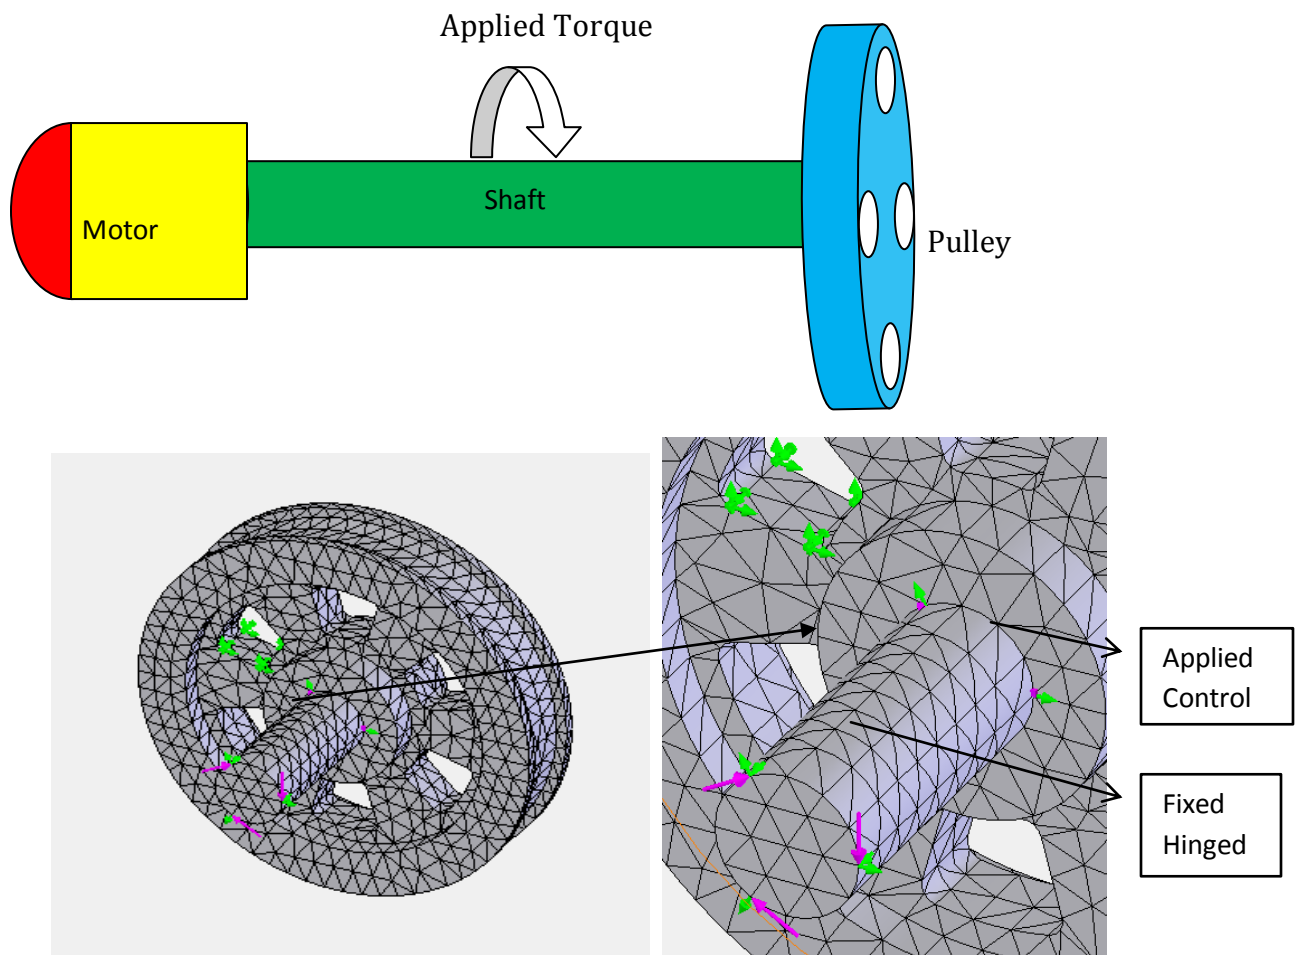 Applied Torque
Shaft
Motor
Pulley
Applied
Control
Fixed
Hinged